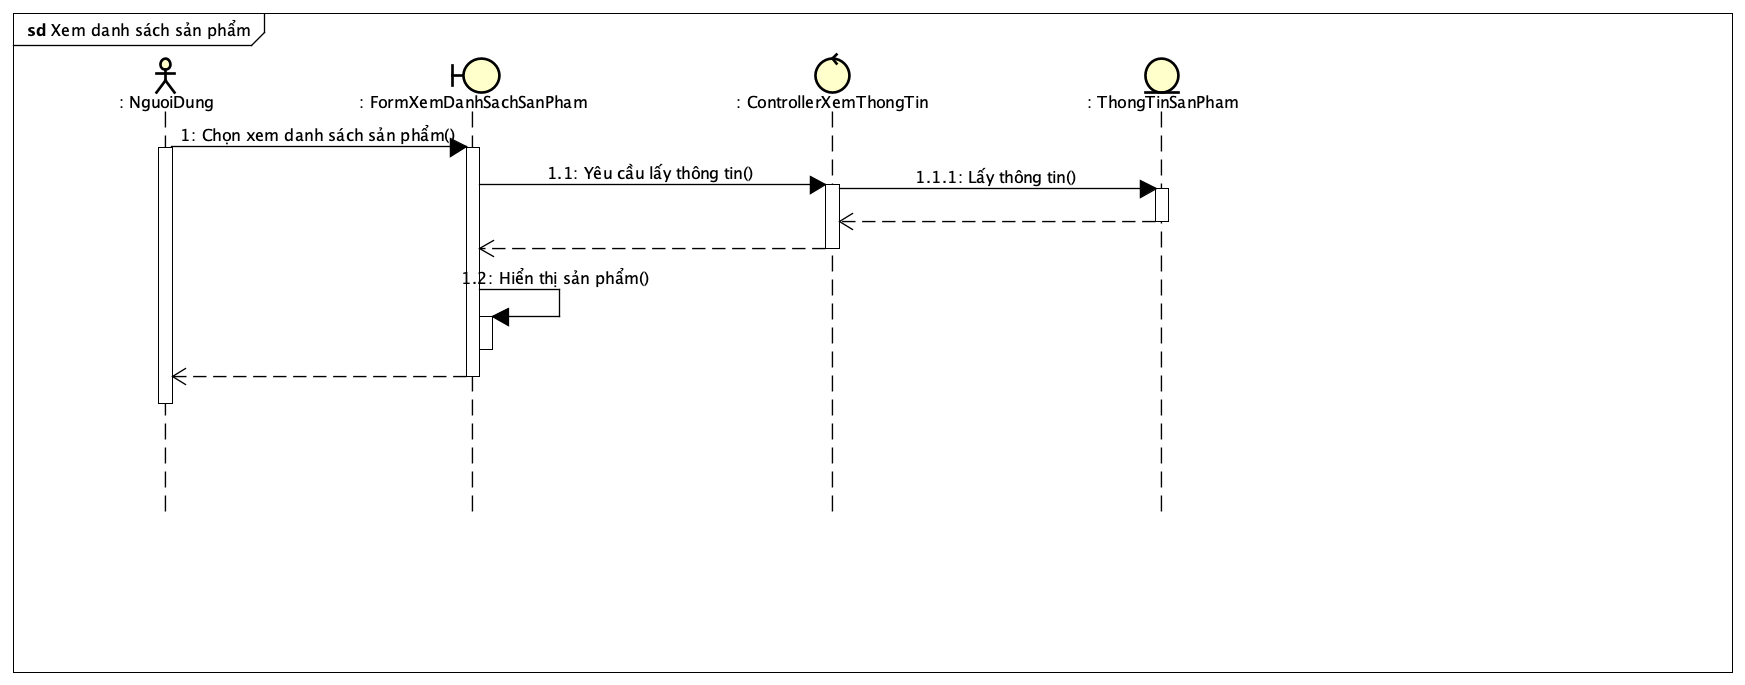 sd Xem danh sách sản phẩm
: NguoiDung
: FormXemDanhSachSanPham
: ControllerXemThongTin
: ThongTinSanPham
1: Chọn xem danh sách sản phẩm()
1.1: Yêu cầu lấy thông tin()
1.1.1: Lấy thông tin()
1.2: Hiển thị sản phẩm()